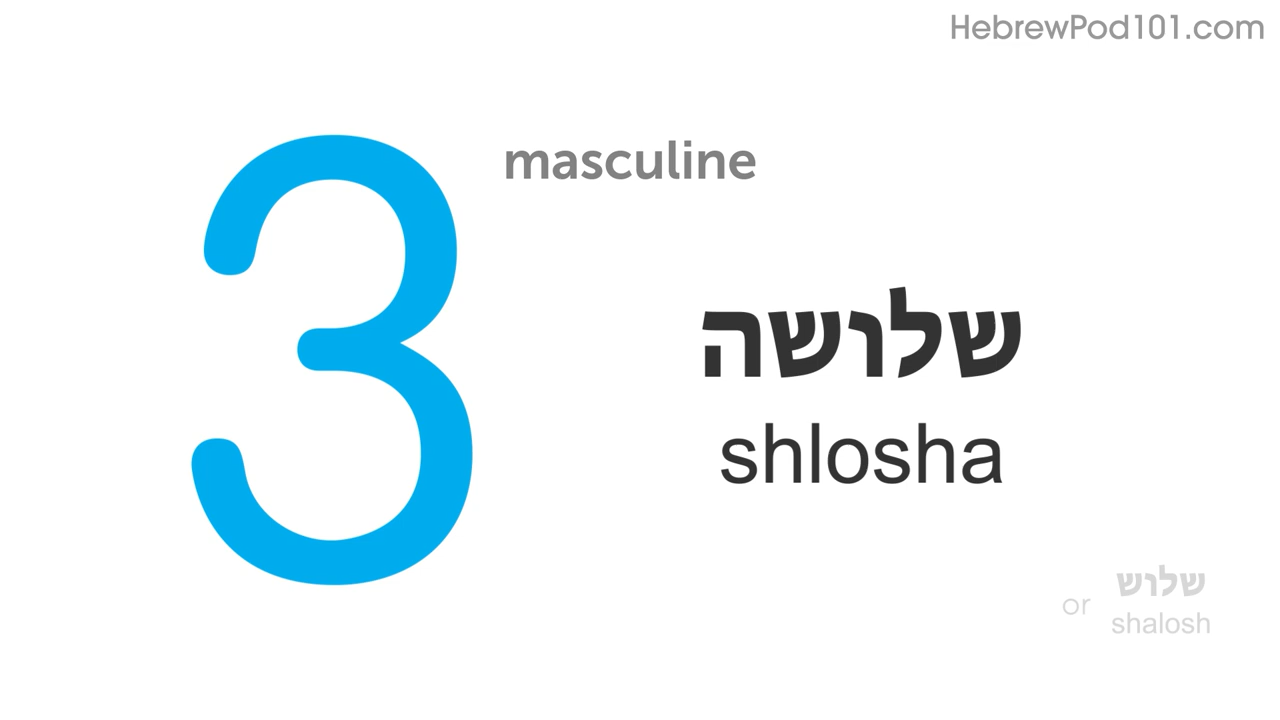 HebrewPod101.com
3
masculine
שלושה
shlosha
or
שלוש
shalosh